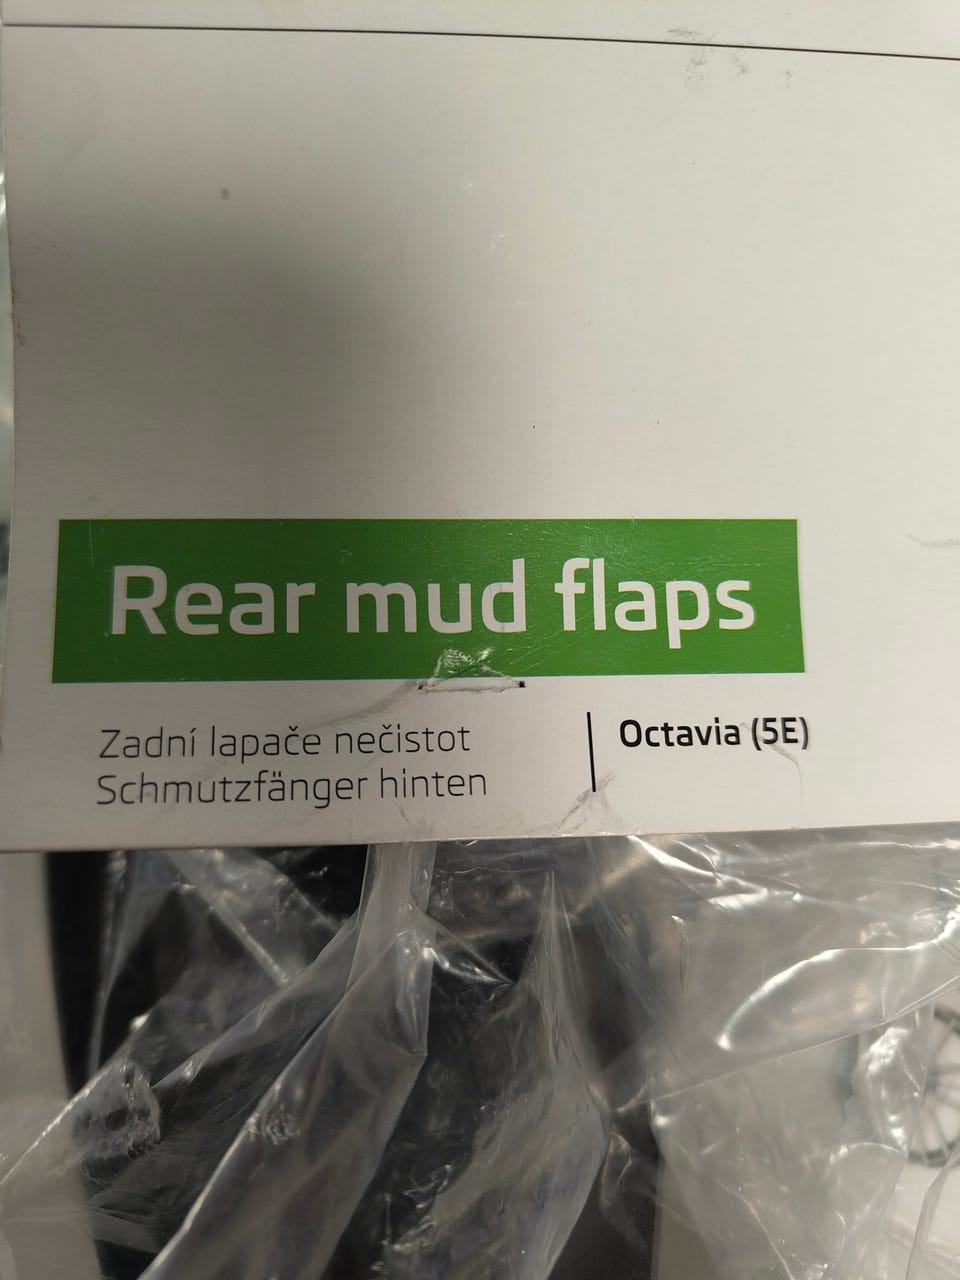 Rear mud flaps
Zadní lapače nečistot
Schmutzfänger hinten
Octavia (5E)